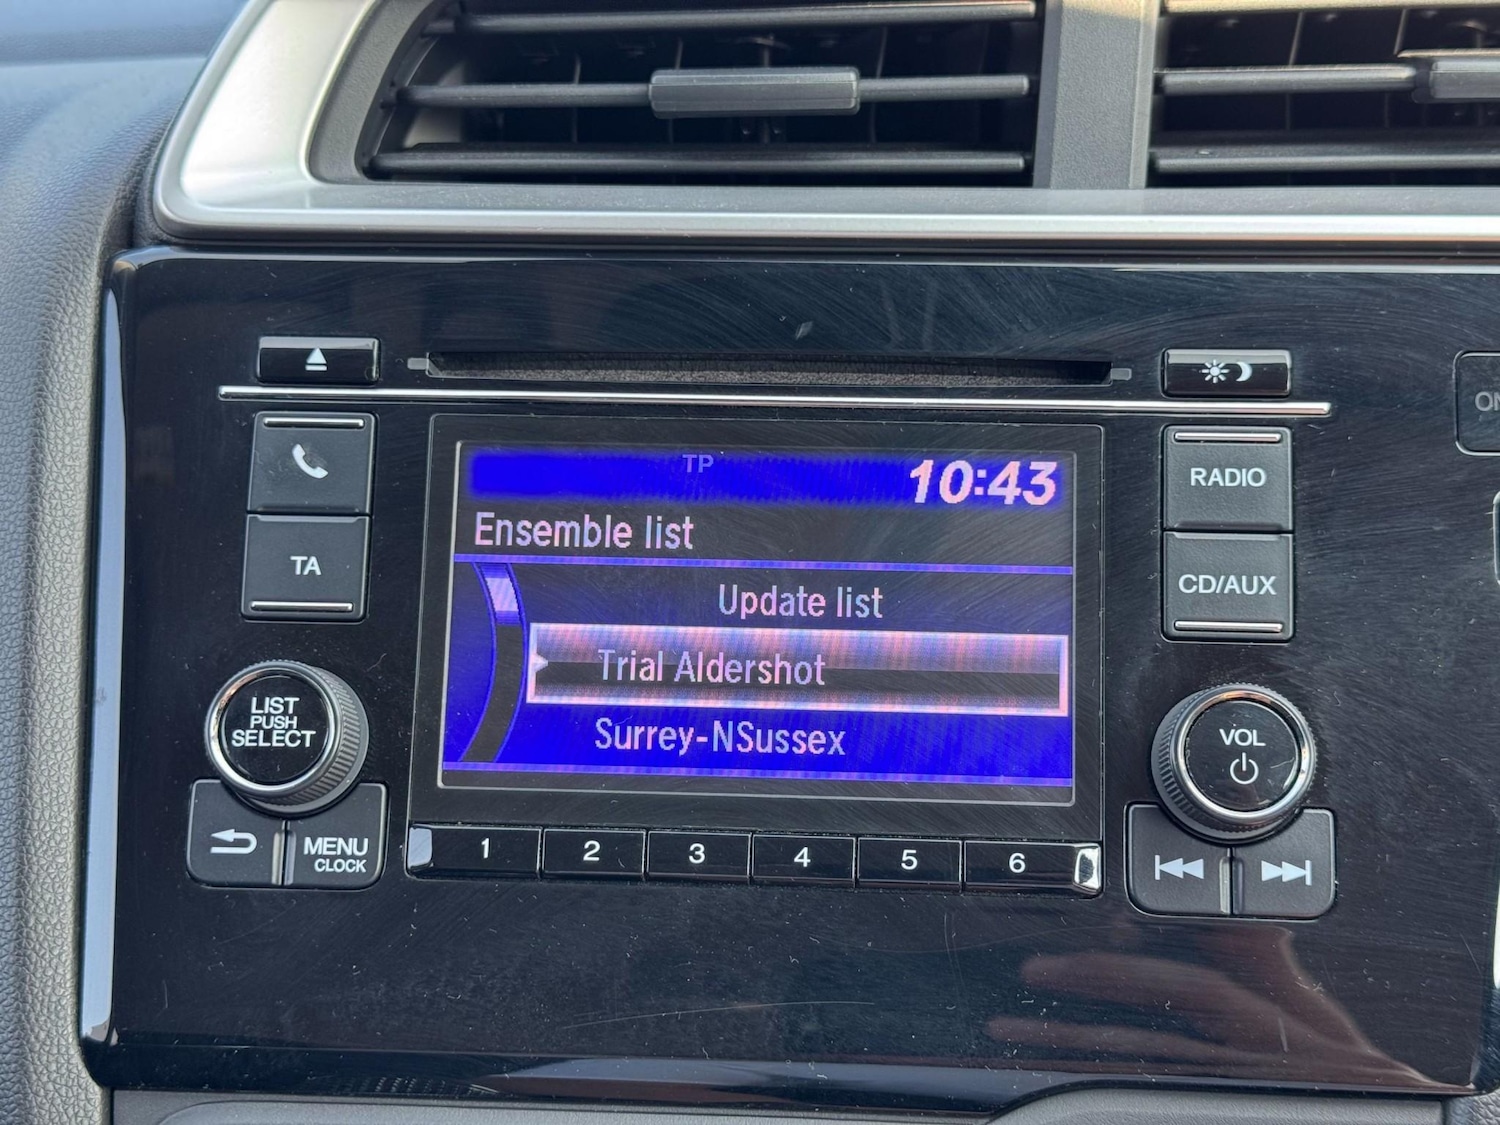 TP
10:43
Ensemble list
Update list
Trial Aldershot
Surrey-NSussex
TA
LIST
PUSH
SELECT
MENU
CLOCK
1 2 3 4 5 6
RADIO
CD/AUX
VOL